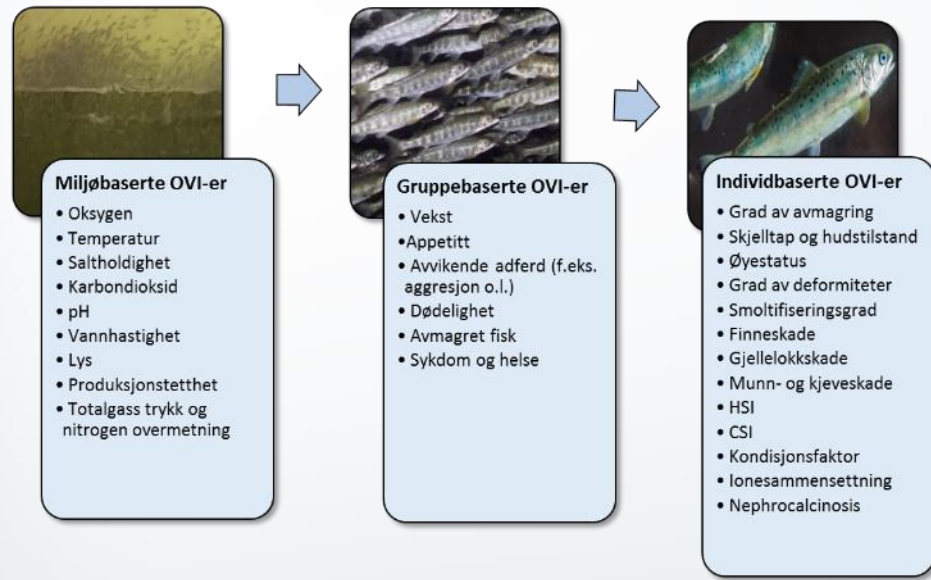 Miljøbaserte OVI-er
• Oksygen
• Temperatur
• Saltholdighet
• Karbondioksid
• pH
• Vannhastighet
• Lys
• Produksjonstetthet
• Totalgass trykk og
nitrogen overmetning
Gruppebaserte OVI-er
• Vekst
•Appetitt
• Avvikende adferd (f.eks.
aggresjon o.l.)
• Dødelighet
• Avmagret fisk
• Sykdom og helse
Individbaserte OVI-er
• Grad av avmagring
• Skjelltap og hudstilstand
• Øyestatus
• Grad av deformiteter
• Smoltifiseringsgrad
• Finneskade
• Gjellelokkskade
• Munn- og kjeveskade
• HSI
• CSI
• Kondisjonsfaktor
• Ionesammensettning
• Nephrocalcinosis